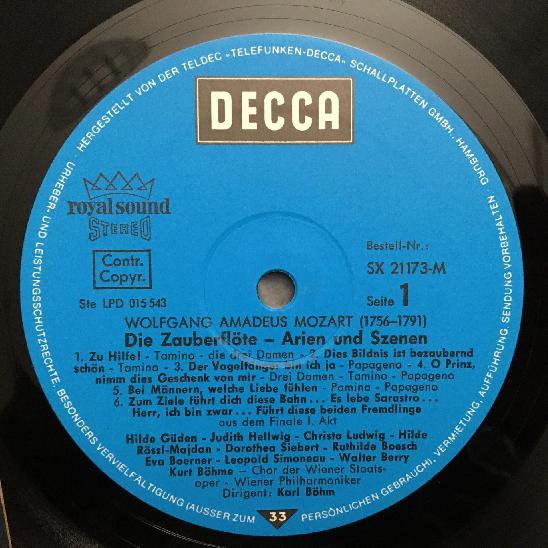 URHEBER- UND LEISTUNGSSCHUTZRECHTE, BESONDERS VERVIELFÄLTIGUNG (AUSSER ZUM PERSÖNLICHEN GEBRAUCH), VERMIETUNG, AUFFÜHRUNG, SENDUNG VORBEHALTEN ·
HERGESTELLT VON DER TELDEC »TELEFUNKEN-DECCA« SCHALLPLATTEN GMBH., HAMBURG ·
DECCA
royal sound
STEREO
Contr.
Copyr.
Bestell-Nr.:
SX 21173-M
Ste LPD 015 543
Seite 1
WOLFGANG AMADEUS MOZART (1756-1791)
Die Zauberflöte - Arien und Szenen
1. Zu Hilfe! - Tamino - die drei Damen - 2. Dies Bildnis ist bezaubernd
schön - Tamino - 3. Der Vogelfänger bin ich ja - Papageno - 4. O Prinz,
nimm dies Geschenk von mir - Drei Damen - Tamino - Papageno
5. Bei Männern, welche Liebe fühlen - Pamina - Papageno
6. Zum Ziele führt dich diese Bahn... Es lebe Sarastro...
Herr, ich bin zwar... Führt diese beiden Fremdlinge
aus dem Finale I. Akt
Hilde Güden - Judith Hellwig - Christa Ludwig - Hilde
Rössl-Majdan - Dorothea Siebert - Ruthilde Boesch
Eva Boerner - Leopold Simoneau - Walter Berry
Kurt Böhme - Chor der Wiener Staats-
oper - Wiener Philharmoniker
Dirigent: Karl Böhm
33